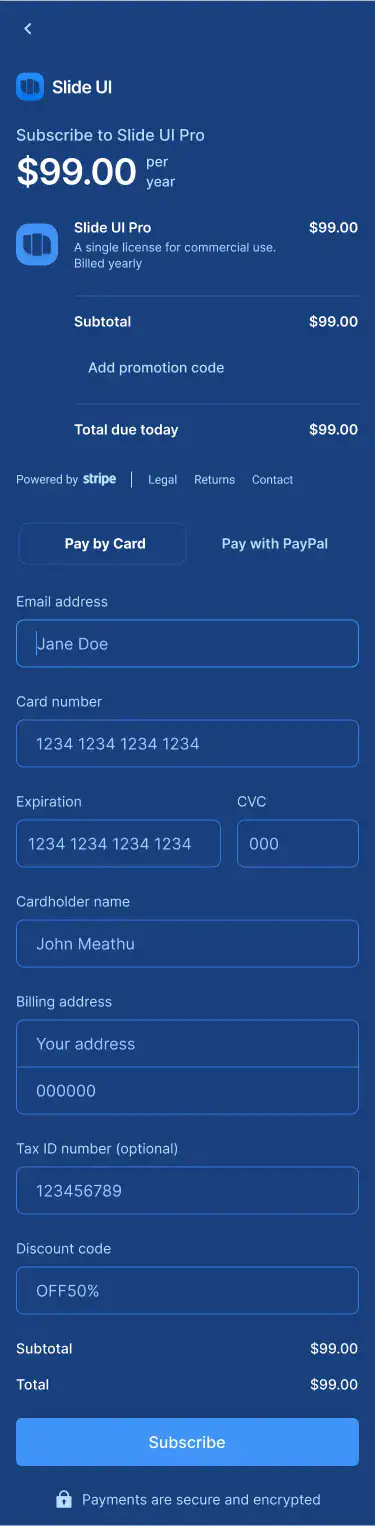 Slide UI
Subscribe to Slide UI Pro
$99.00 per year
Slide UI Pro $99.00
A single license for commercial use.
Billed yearly
Subtotal $99.00
Add promotion code
Total due today $99.00
Powered by stripe Legal Returns Contact
Pay by Card Pay with PayPal
Email address
Jane Doe
Card number
1234 1234 1234 1234
Expiration CVC
1234 1234 1234 1234 000
Cardholder name
John Meathu
Billing address
Your address
000000
Tax ID number (optional)
123456789
Discount code
OFF50%
Subtotal $99.00
Total $99.00
Subscribe
Payments are secure and encrypted